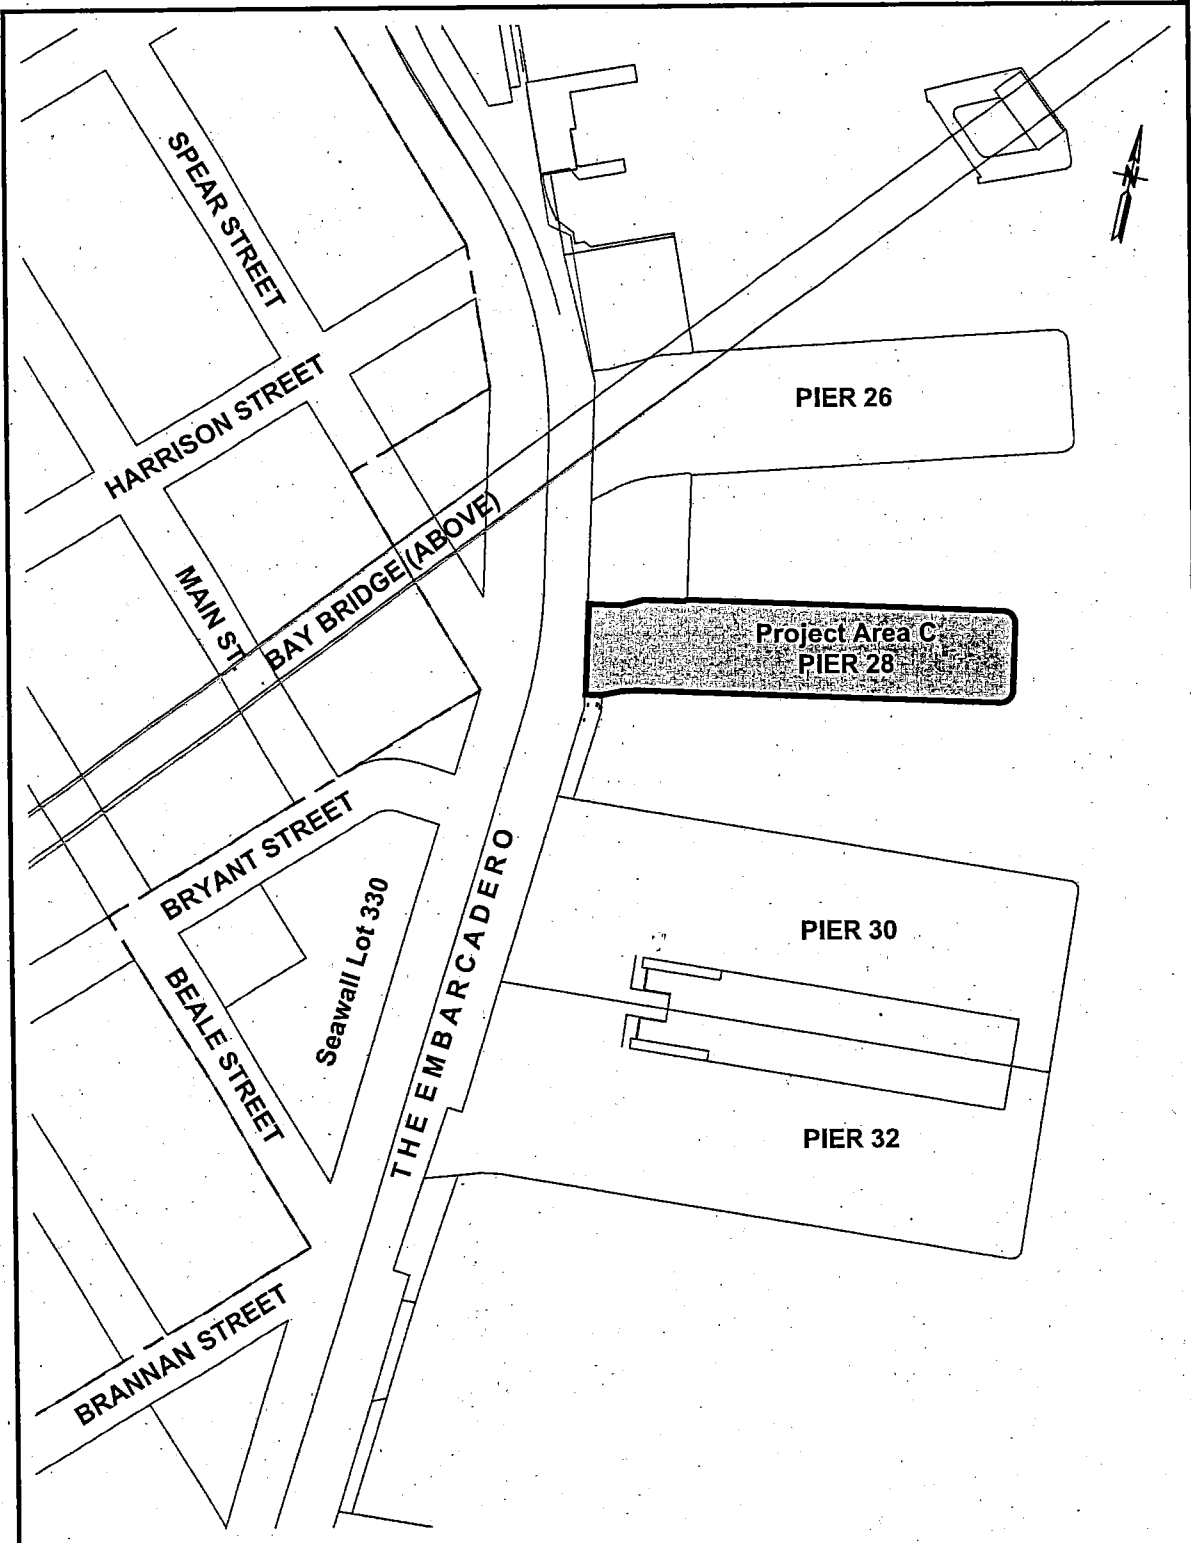 SPEAR STREET
N
HARRISON STREET
PIER 26
BAY BRIDGE (ABOVE)
MAIN ST
Project Area C
PIER 28
BRYANT STREET
Seawall Lot 330
THE EMBARCADERO
PIER 30
BEALE STREET
PIER 32
BRANNAN STREET